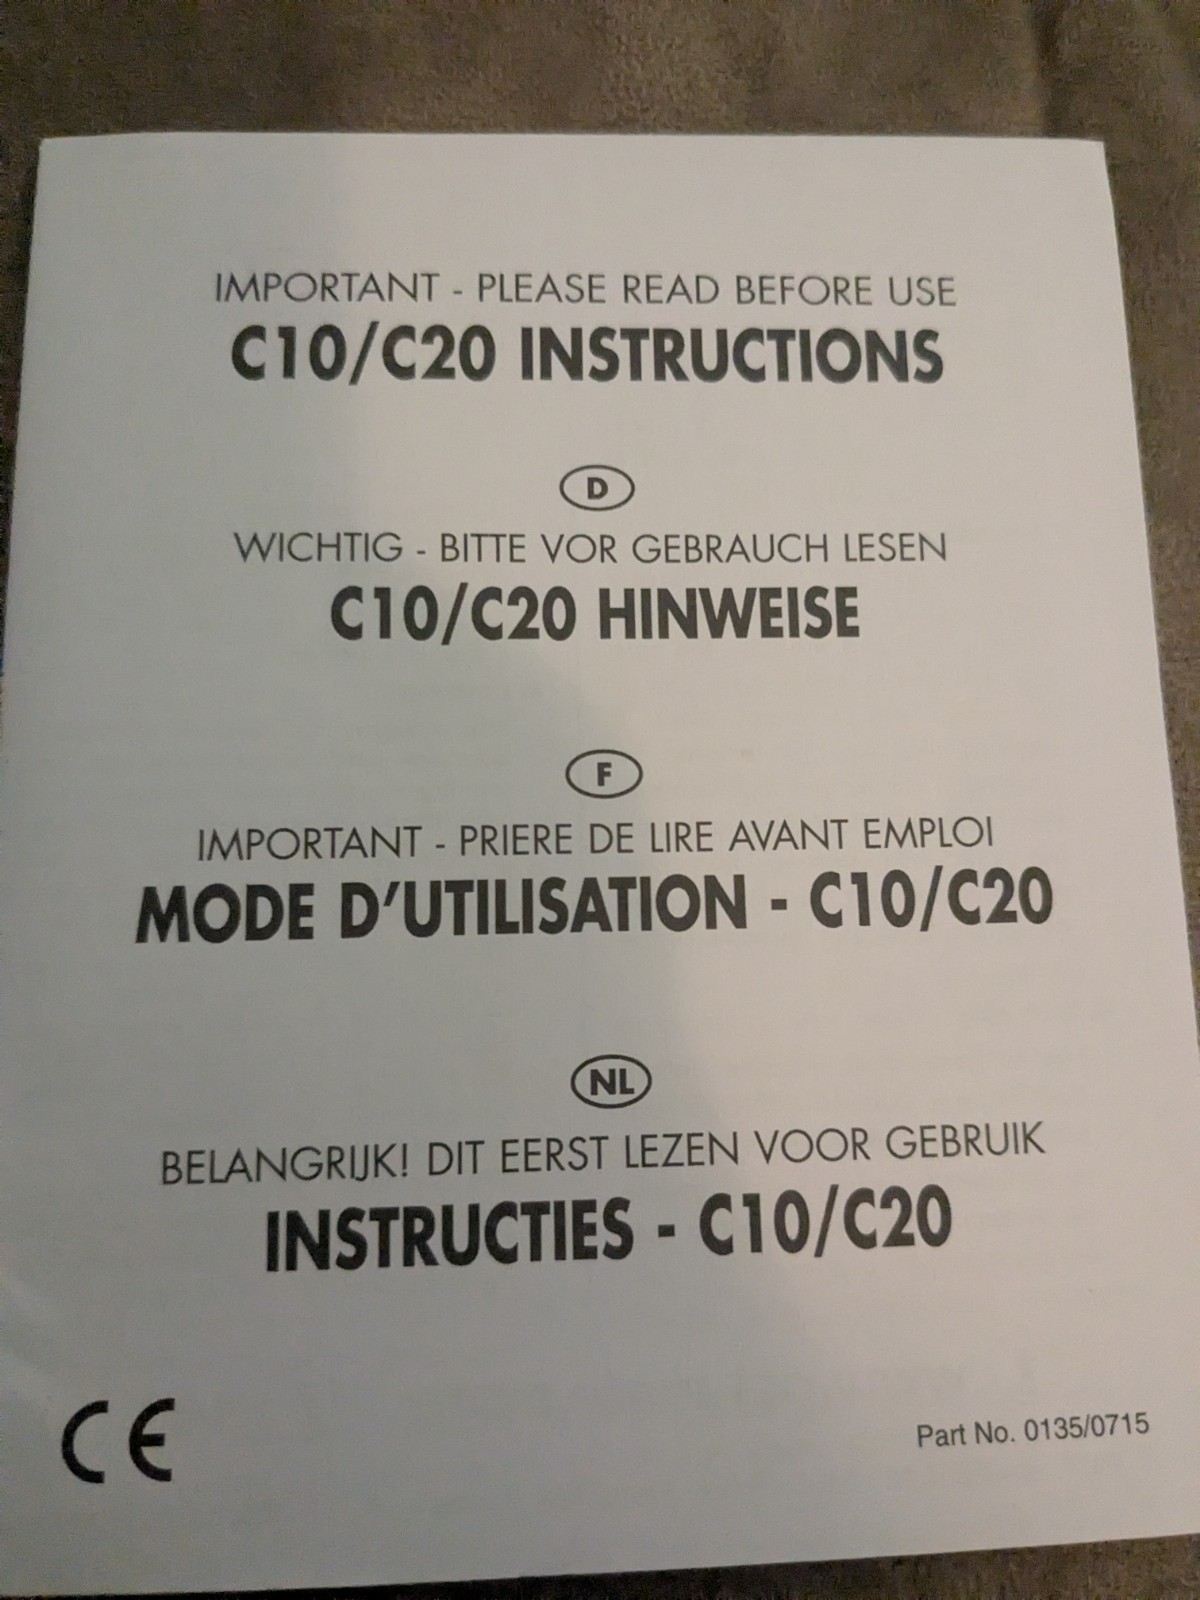 IMPORTANT - PLEASE READ BEFORE USE
C10/C20 INSTRUCTIONS
D
WICHTIG - BITTE VOR GEBRAUCH LESEN
C10/C20 HINWEISE
F
IMPORTANT - PRIERE DE LIRE AVANT EMPLOI
MODE D'UTILISATION - C10/C20
NL
BELANGRIJK! DIT EERST LEZEN VOOR GEBRUIK
INSTRUCTIES - C10/C20
CE
Part No. 0135/0715